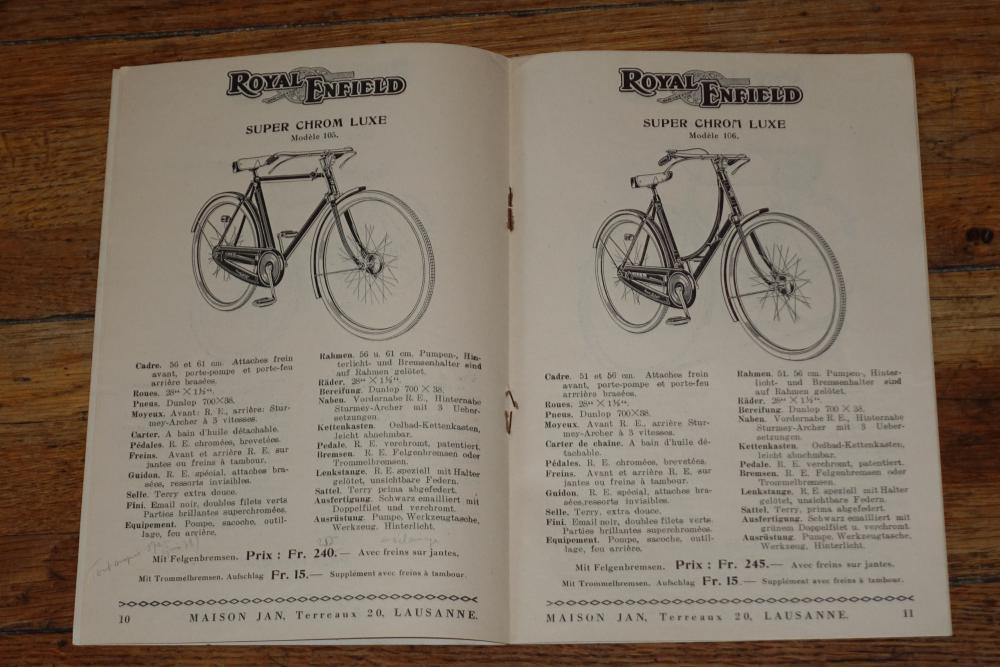 ROYAL ENFIELD
SUPER CHROM LUXE
Modèle 105.
Cadre. 56 et 61 cm. Attaches frein
avant, porte-pompe et porte-feu
arrière brasées.
Roues. 28“ × 1½“.
Pneus. Dunlop 700×38.
Moyeux. Avant: R. E., arrière: Stur-
mey-Archer à 3 vitesses.
Carter. A bain d'huile détachable.
Pédales. R. E. chromées, brevetées.
Freins. Avant et arrière R. E. sur
jantes ou freins à tambour.
Guidon. R. E. spécial, attaches bra-
sées, ressorts invisibles.
Selle. Terry extra douce.
Fini. Email noir, doubles filets verts
Parties brillantes superchromées.
Equipement. Pompe, sacoche, outil-
lage, feu arrière.
Rahmen. 56 u. 61 cm. Pumpen-, Hin-
terlicht- und Bremsenhalter sind
auf Rahmen gelötet.
Räder. 28“ × 1½“.
Bereifung. Dunlop 700 × 38.
Naben. Vordernabe R. E., Hinternabe
Sturmey-Archer mit 3 Ueber-
setzungen.
Kettenkasten. Oelbad-Kettenkasten,
leicht abnehmbar.
Pedale. R. E. verchromt, patentiert.
Bremsen. R. E. Felgenbremsen oder
Trommelbremsen.
Lenkstange. R. E. speziell mit Halter
gelötet, unsichtbare Federn.
Sattel. Terry prima abgefedert.
Ausfertigung. Schwarz emailliert mit
Doppelfilet und verchromt.
Ausrüstung. Pumpe, Werkzeugtasche,
Werkzeug. Hinterlicht.
Mit Felgenbremsen. Prix : Fr. 240.— Avec freins sur jantes.
Mit Trommelbremsen. Aufschlag Fr. 15.— Supplément avec freins à tambour.
10 MAISON JAN, Terreaux 20, LAUSANNE.
ROYAL ENFIELD
SUPER CHROM LUXE
Modèle 106.
Cadre. 51 et 56 cm. Attaches frein
avant, porte-pompe et porte-feu
arrière brasées.
Roues. 28“ × 1½“.
Pneus. Dunlop 700×38.
Moyeux. Avant R. E., arrière Stur-
mey-Archer à 3 vitesses.
Carter de chaîne. A bain d'huile dé-
tachable.
Pédales. R. E. chromées, brevetées.
Freins. Avant et arrière R. E. sur
jantes ou freins à tambour.
Guidon. R. E. spécial, attaches bra-
sées, ressorts invisibles.
Selle, Terry, extra douce.
Fini. Email noir, doubles filets verts.
Parties brillantes superchromées.
Equipement. Pompe, sacoche, outil-
lage, feu arrière.
Rahmen. 51. 56 cm. Pumpen-, Hinter-
licht- und Bremsenhalter sind
auf Rahmen gelötet.
Räder. 28“ × 1½“.
Bereifung. Dunlop 700 × 38.
Naben. Vordernabe R. E., Hinternabe
Sturmey-Archer mit 3 Ueber-
setzungen.
Kettenkasten. Oelbad-Kettenkasten,
leicht abnehmbar.
Pedale. R. E. verchromt, patentiert.
Bremsen. R. E. Felgenbremsen oder
Trommelbremsen.
Lenkstange. R. E. speziell mit Halter
gelötet, unsichtbare Federn.
Sattel. Terry, prima abgefedert.
Ausfertigung. Schwarz emailliert mit
grünem Doppelfilet u. verchromt.
Ausrüstung. Pumpe, Werkzeugtasche,
Werkzeug, Hinterlicht.
Mit Felgenbremsen. Prix : Fr. 245.— Avec freins sur jantes.
Mit Trommelbremsen. Aufschlag Fr. 15.— Supplément avec freins à tambour.
MAISON JAN, Terreaux 20, LAUSANNE. 11